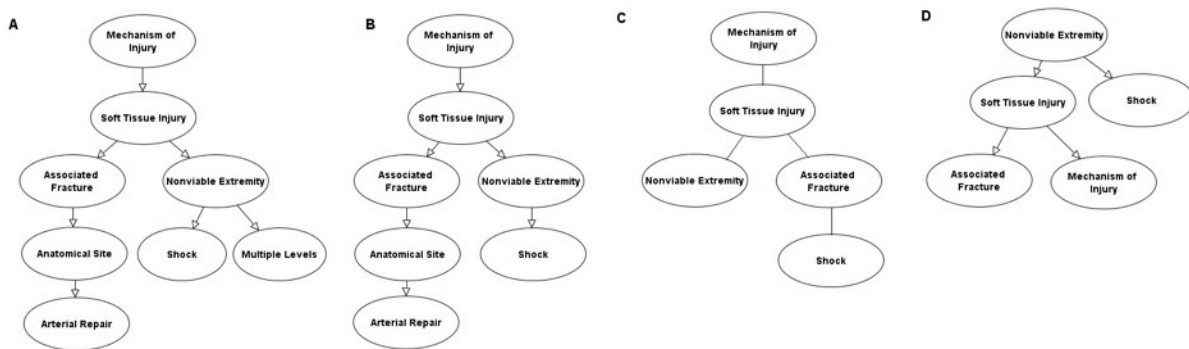 A
Mechanism of
Injury
Soft Tissue Injury
Associated
Fracture
Nonviable Extremity
Anatomical Site
Shock
Multiple Levels
Arterial Repair
B
Mechanism of
Injury
Soft Tissue Injury
Associated
Fracture
Nonviable Extremity
Anatomical Site
Shock
Arterial Repair
C
Mechanism of
Injury
Soft Tissue Injury
Nonviable Extremity
Associated
Fracture
Shock
D
Nonviable Extremity
Soft Tissue Injury
Shock
Associated
Fracture
Mechanism of
Injury